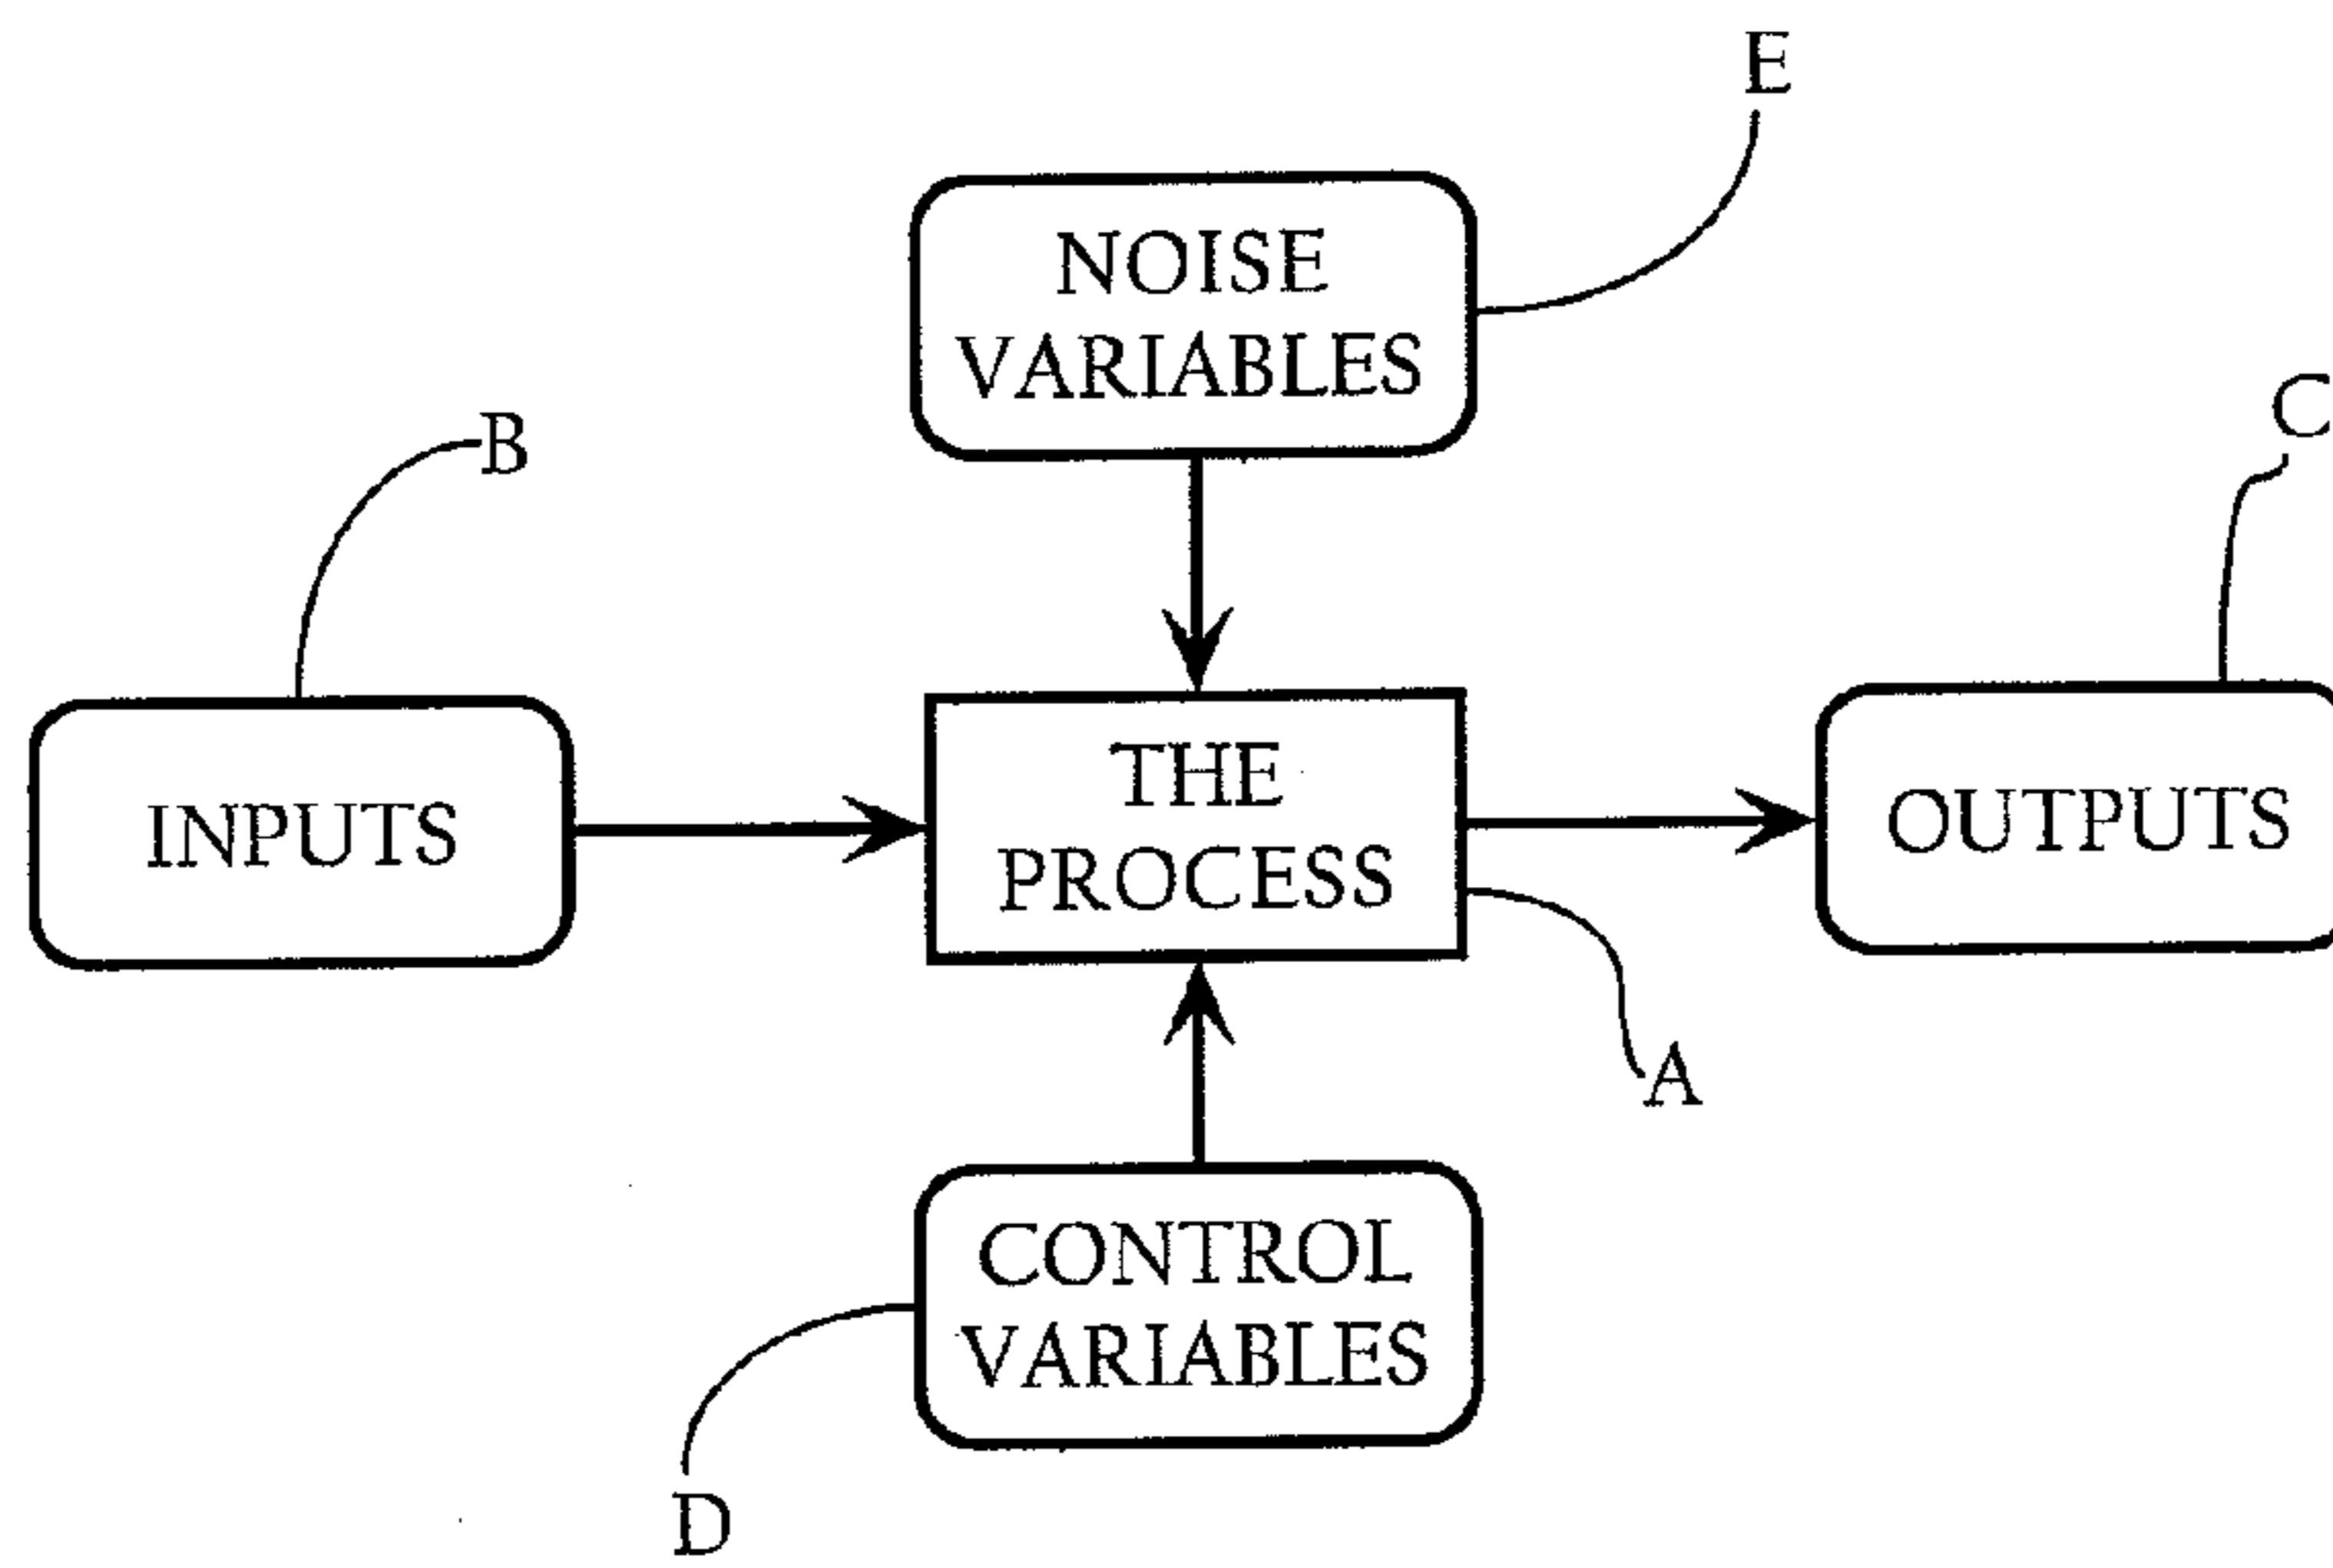 E
NOISE
VARIABLES
C
B
THE
PROCESS
INPUTS
OUTPUTS
A
CONTROL
VARIABLES
D